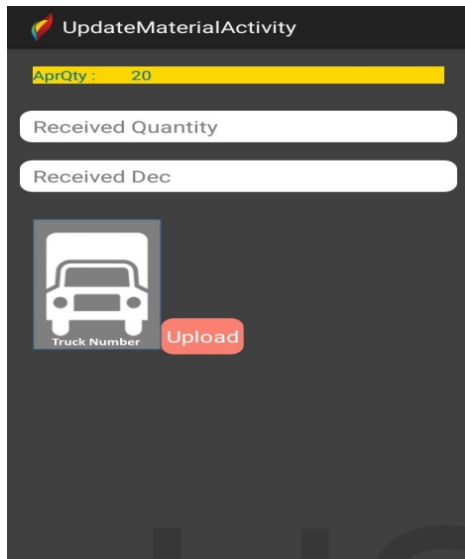 UpdateMaterialActivity
AprQty : 20
Received Quantity
Received Dec
Truck Number
Upload